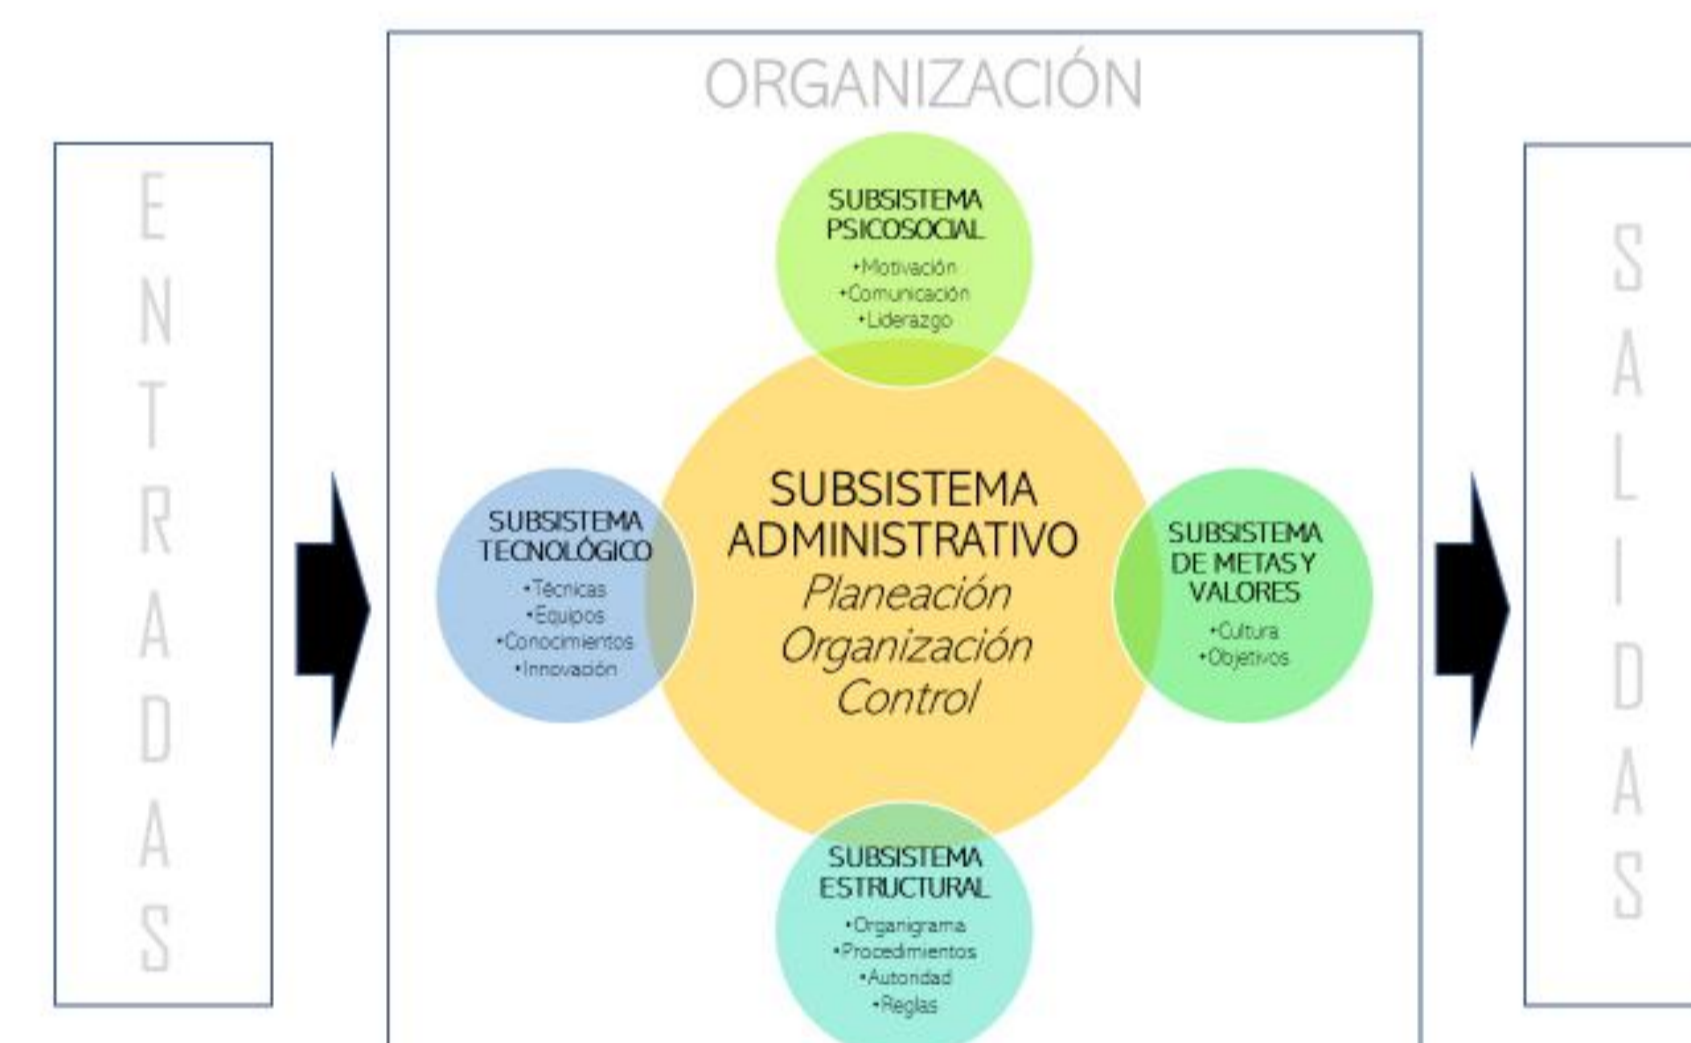 ORGANIZACIÓN
ENTRADAS
SUBSISTEMA
PSICOSOCIAL
•Motivación
•Comunicación
•Liderazgo
SUBSISTEMA
TECNOLÓGICO
•Técnicas
•Equipos
•Conocimientos
•Innovación
SUBSISTEMA
ADMINISTRATIVO
Planeación
Organización
Control
SUBSISTEMA
DE METAS Y
VALORES
•Cultura
•Objetivos
SUBSISTEMA
ESTRUCTURAL
•Organigrama
•Procedimientos
•Autoridad
•Reglas
SALIDAS